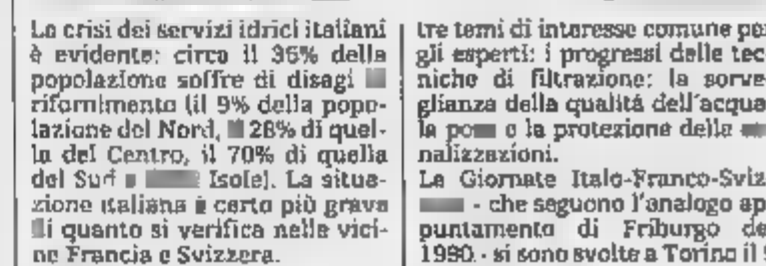 La crisi dei servizi idrici italiani
è evidente: circa il 36% della
popolazione soffre di disagi
rifornimento (il 9% della popo-
lazione del Nord, 28% di quel-
la del Centro, il 70% di quella
del Sud e Isole). La situa-
zione italiana è certo più grave
di quanto si verifica nelle vici-
ne Francia e Svizzera.
tre temi di interesse comune per
gli esperti: i progressi delle tec-
niche di filtrazione; la sorve-
glianza della qualità dell'acqua
la e la protezione delle
nalizzazioni.
Le Giornate Italo-Franco-Sviz
- che seguono l'analogo ap
puntamento di Friburgo de
1990 - si sono svolte a Torino il